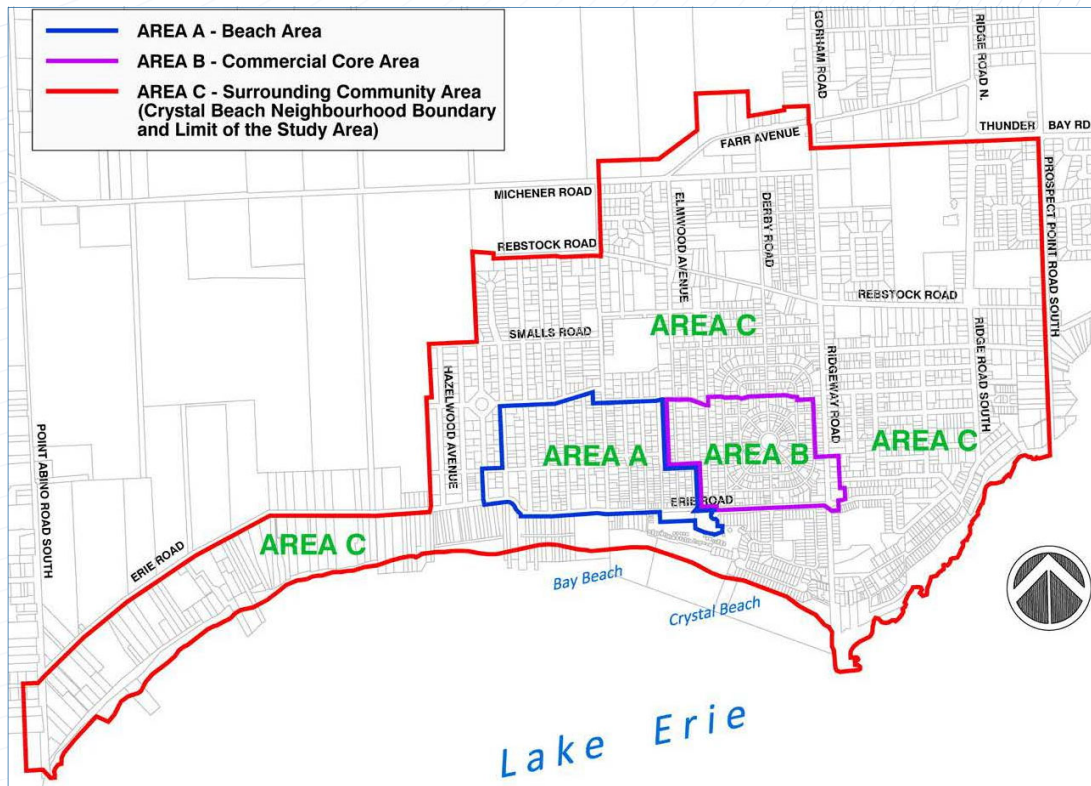 AREA A - Beach Area
AREA B - Commercial Core Area
AREA C - Surrounding Community Area
(Crystal Beach Neighbourhood Boundary
and Limit of the Study Area)
GORHAM ROAD
RIDGE ROAD N.
THUNDER BAY RD
FARR AVENUE
MICHENER ROAD
ELMWOOD AVENUE
DERBY ROAD
PROSPECT POINT ROAD SOUTH
REBSTOCK ROAD
REBSTOCK ROAD
SMALLS ROAD
AREA C
HAZELWOOD AVENUE
RIDGEWAY ROAD
RIDGE ROAD SOUTH
POINT ABINO ROAD SOUTH
AREA A
AREA B
AREA C
ERIE ROAD
AREA C
ERIE ROAD
Bay Beach
Crystal Beach
Lake Erie